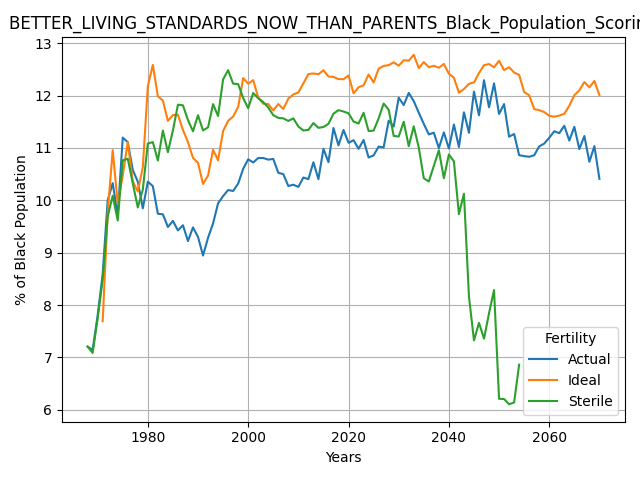 BETTER_LIVING_STANDARDS_NOW_THAN_PARENTS_Black_Population_Scorin
% of Black Population
13
12
11
10
9
8
7
6
1980
2000
2020
2040
2060
Years
Fertility
Actual
Ideal
Sterile